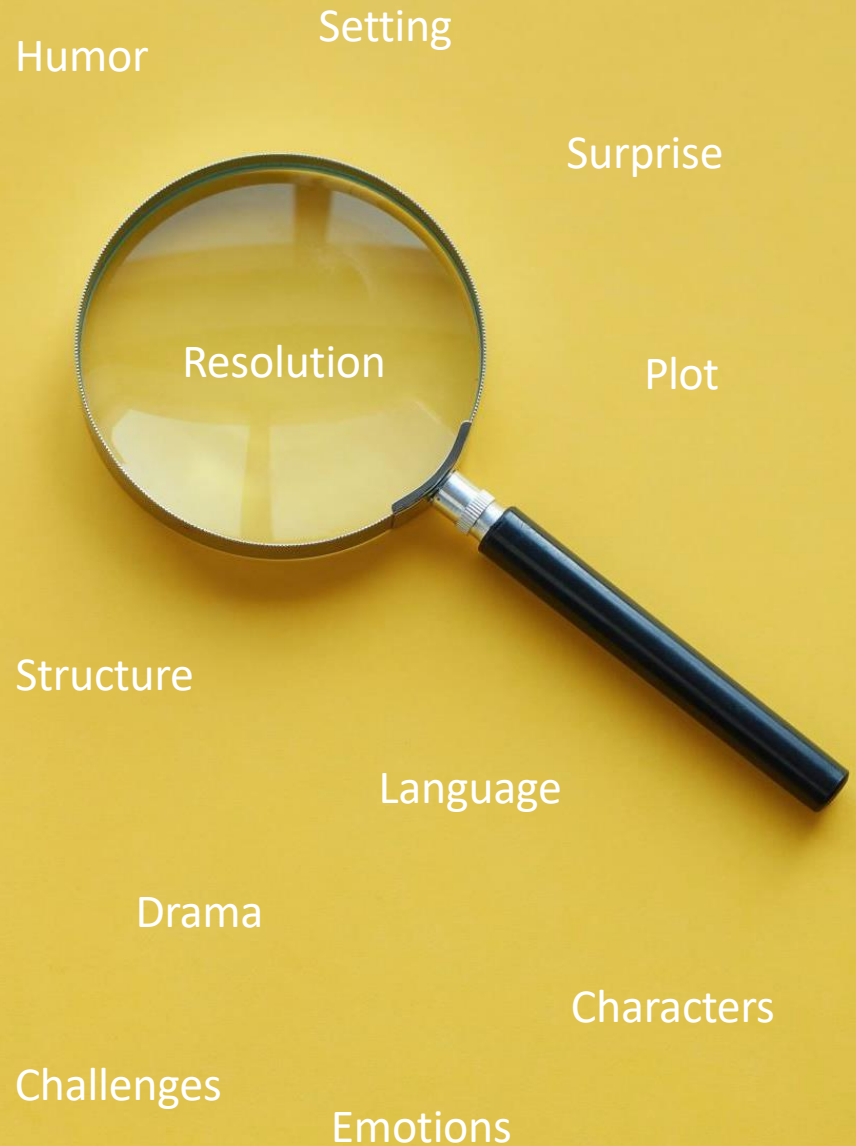 Setting
Humor
Surprise
Resolution
Plot
Structure
Language
Drama
Characters
Challenges
Emotions